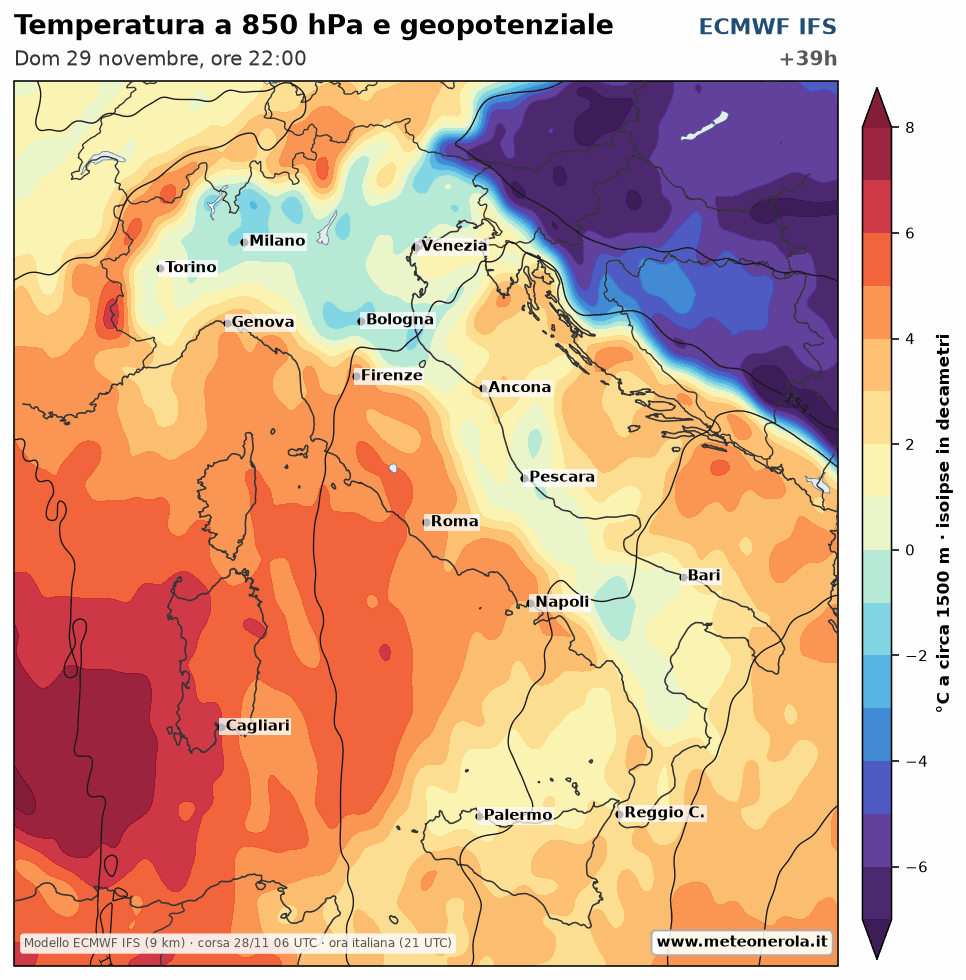 Temperatura a 850 hPa e geopotenziale
ECMWF IFS
Dom 29 novembre, ore 22:00
+39h
Milano
Venezia
Torino
Genova
Bologna
Firenze
Ancona
Pescara
Roma
Bari
Napoli
Cagliari
Palermo
Reggio C.
154
8
6
4
2
0
−2
−4
−6
°C a circa 1500 m · isoipse in decametri
Modello ECMWF IFS (9 km) · corsa 28/11 06 UTC · ora italiana (21 UTC)
www.meteonerola.it